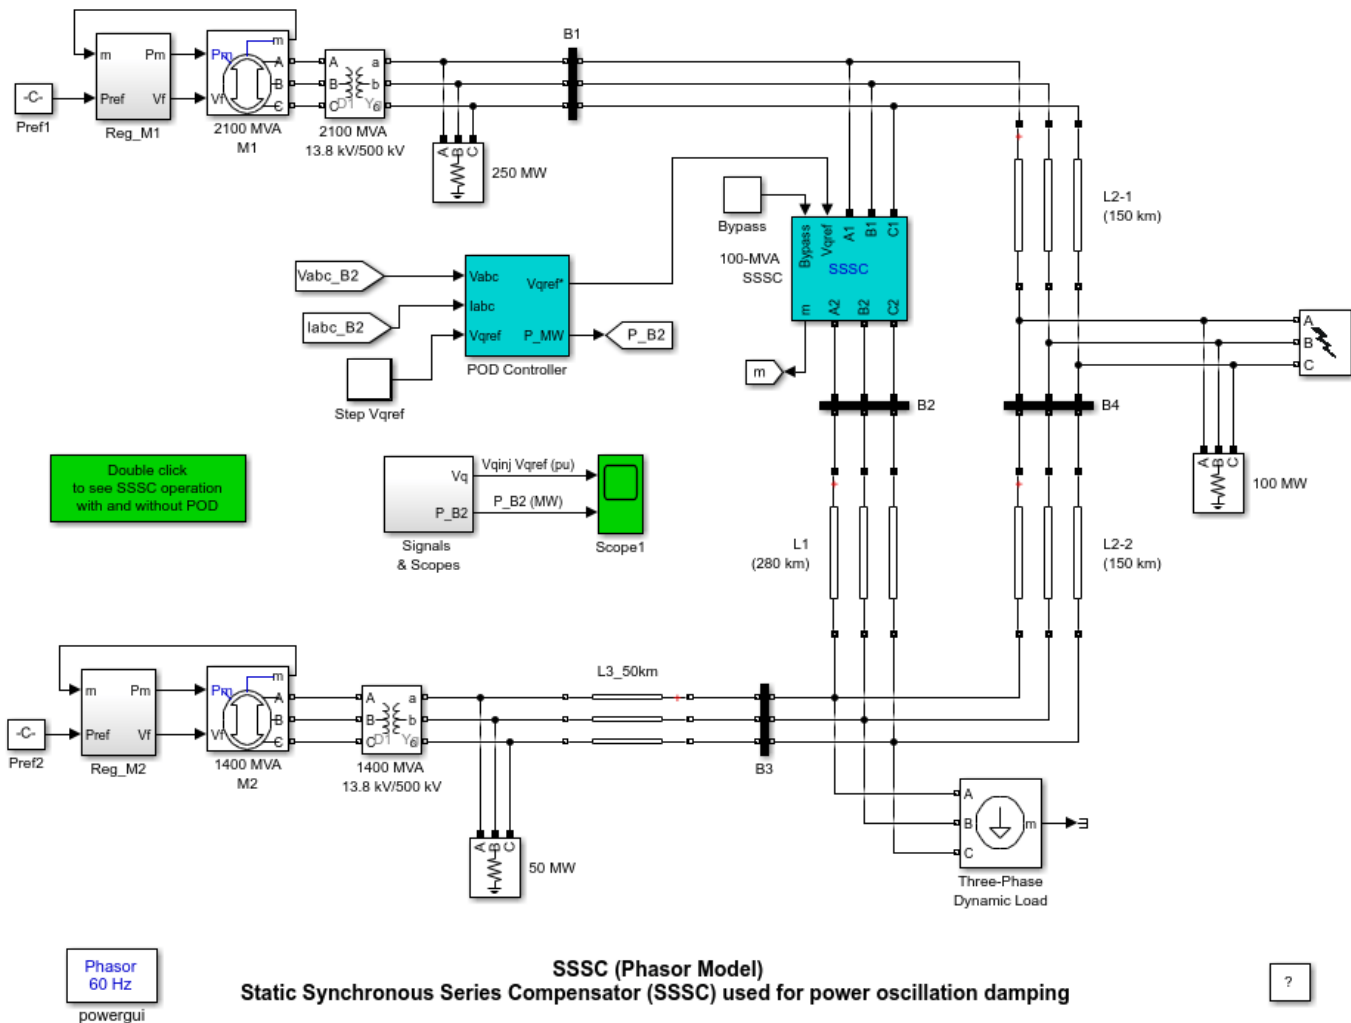 B1
m
Pm
Pref
Vf
Reg_M1
-C-
Pref1
Pm
m
A
B
C
Vf
2100 MVA
M1
A
B
C
a
b
c
D1
Yg
2100 MVA
13.8 kV/500 kV
A
B
C
250 MW
Bypass
100-MVA
SSSC
Bypass
Vqref
A1
B1
C1
SSSC
m
A2
B2
C2
m
L2-1
(150 km)
Vabc_B2
Iabc_B2
Vabc
Iabc
Vqref
Vqref*
P_MW
P_B2
POD Controller
Step Vqref
A
B
C
B2
B4
A
B
C
100 MW
Double click
to see SSSC operation
with and without POD
Vq
P_B2
Vqinj Vqref (pu)
P_B2 (MW)
Signals
& Scopes
Scope1
L1
(280 km)
L2-2
(150 km)
m
Pm
Pref
Vf
Reg_M2
-C-
Pref2
Pm
m
A
B
C
Vf
1400 MVA
M2
A
B
C
a
b
c
D1
Yg
1400 MVA
13.8 kV/500 kV
L3_50km
B3
A
B
C
50 MW
A
B
C
m
Three-Phase
Dynamic Load
Phasor
60 Hz
powergui
SSSC (Phasor Model)
Static Synchronous Series Compensator (SSSC) used for power oscillation damping
?